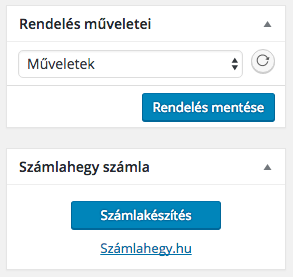 Rendelés műveletei
Műveletek
Rendelés mentése
Számlahegy számla
Számlakészítés
Számlahegy.hu